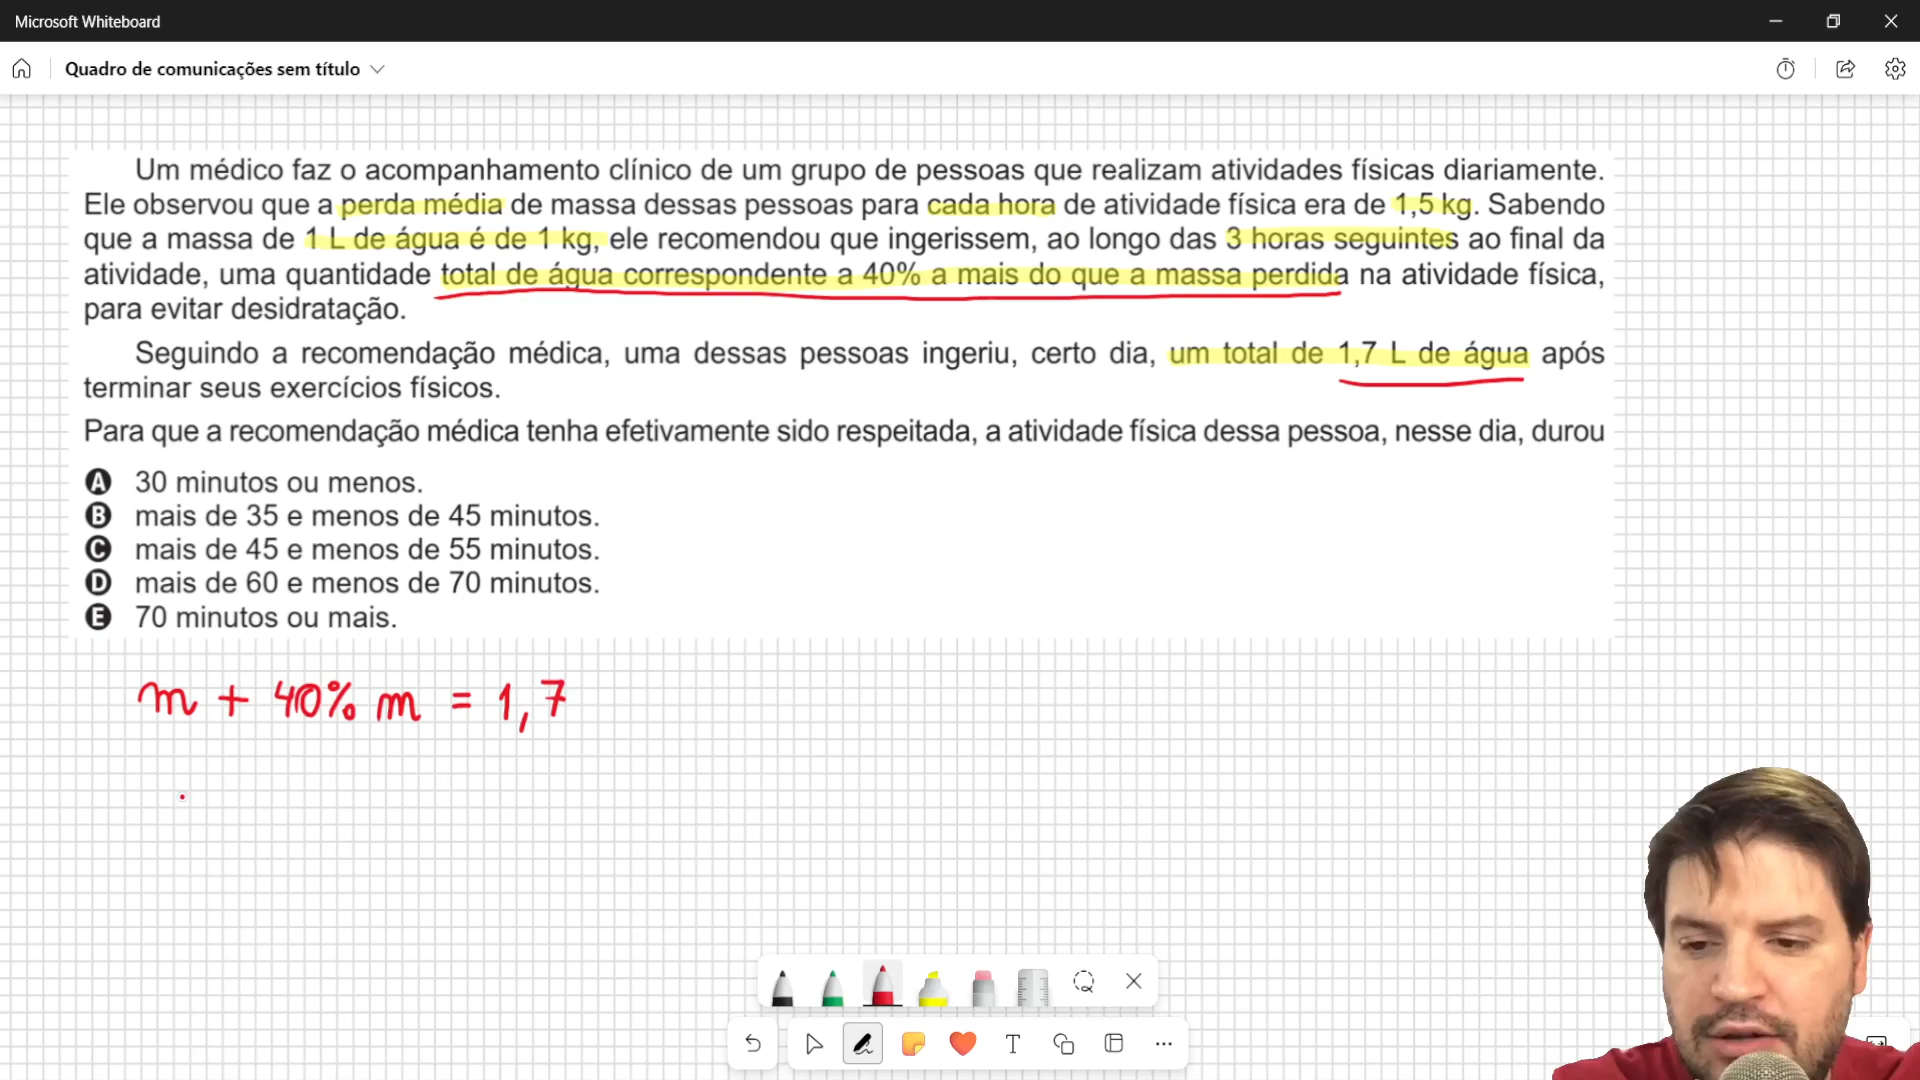 Microsoft Whiteboard
Quadro de comunicações sem título
Um médico faz o acompanhamento clínico de um grupo de pessoas que realizam atividades físicas diariamente.
Ele observou que a perda média de massa dessas pessoas para cada hora de atividade física era de 1,5 kg. Sabendo
que a massa de 1 L de água é de 1 kg, ele recomendou que ingerissem, ao longo das 3 horas seguintes ao final da
atividade, uma quantidade total de água correspondente a 40% a mais do que a massa perdida na atividade física,
para evitar desidratação.
Seguindo a recomendação médica, uma dessas pessoas ingeriu, certo dia, um total de 1,7 L de água após
terminar seus exercícios físicos.
Para que a recomendação médica tenha efetivamente sido respeitada, a atividade física dessa pessoa, nesse dia, durou
A 30 minutos ou menos.
B mais de 35 e menos de 45 minutos.
C mais de 45 e menos de 55 minutos.
D mais de 60 e menos de 70 minutos.
E 70 minutos ou mais.
m + 40% m = 1,7